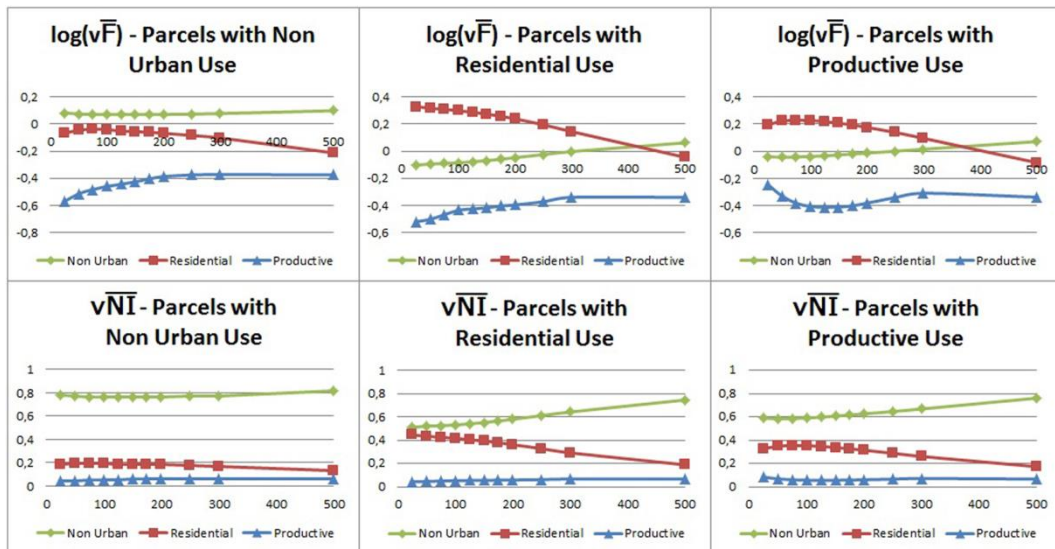 log(vF̅) - Parcels with Non
Urban Use
0,2
0
-0,2
-0,4
-0,6
-0,8
0 100 200 300 400 500
Non Urban Residential Productive
log(vF̅) - Parcels with
Residential Use
0,4
0,2
0
-0,2
-0,4
-0,6
0 100 200 300 400 500
Non Urban Residential Productive
log(vF̅) - Parcels with
Productive Use
0,4
0,2
0
-0,2
-0,4
-0,6
0 100 200 300 400 500
Non Urban Residential Productive
vN̅I̅ - Parcels with
Non Urban Use
1
0,8
0,6
0,4
0,2
0
0 100 200 300 400 500
Non Urban Residential Productive
vN̅I̅ - Parcels with
Residential Use
1
0,8
0,6
0,4
0,2
0
0 100 200 300 400 500
Non Urban Residential Productive
vN̅I̅ - Parcels with
Productive Use
1
0,8
0,6
0,4
0,2
0
0 100 200 300 400 500
Non Urban Residential Productive